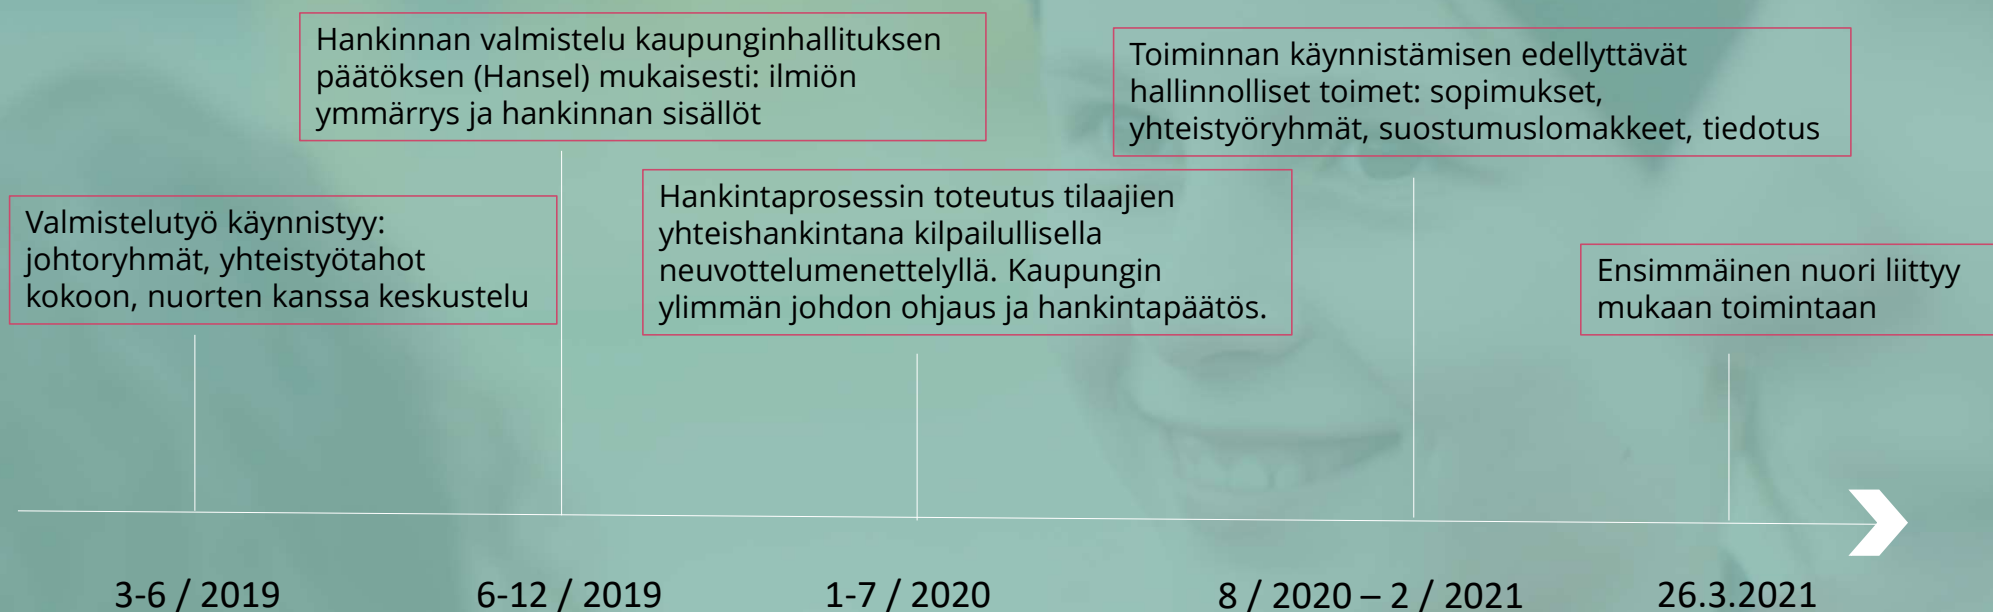 Hankinnan valmistelu kaupunginhallituksen
päätöksen (Hansel) mukaisesti: ilmiön
ymmärrys ja hankinnan sisällöt
Toiminnan käynnistämisen edellyttävät
hallinnolliset toimet: sopimukset,
yhteistyöryhmät, suostumuslomakkeet, tiedotus
Valmistelutyö käynnistyy:
johtoryhmät, yhteistyötahot
kokoon, nuorten kanssa keskustelu
Hankintaprosessin toteutus tilaajien
yhteishankintana kilpailullisella
neuvottelumenettelyllä. Kaupungin
ylimmän johdon ohjaus ja hankintapäätös.
Ensimmäinen nuori liittyy
mukaan toimintaan
3-6 / 2019
6-12 / 2019
1-7 / 2020
8 / 2020 – 2 / 2021
26.3.2021